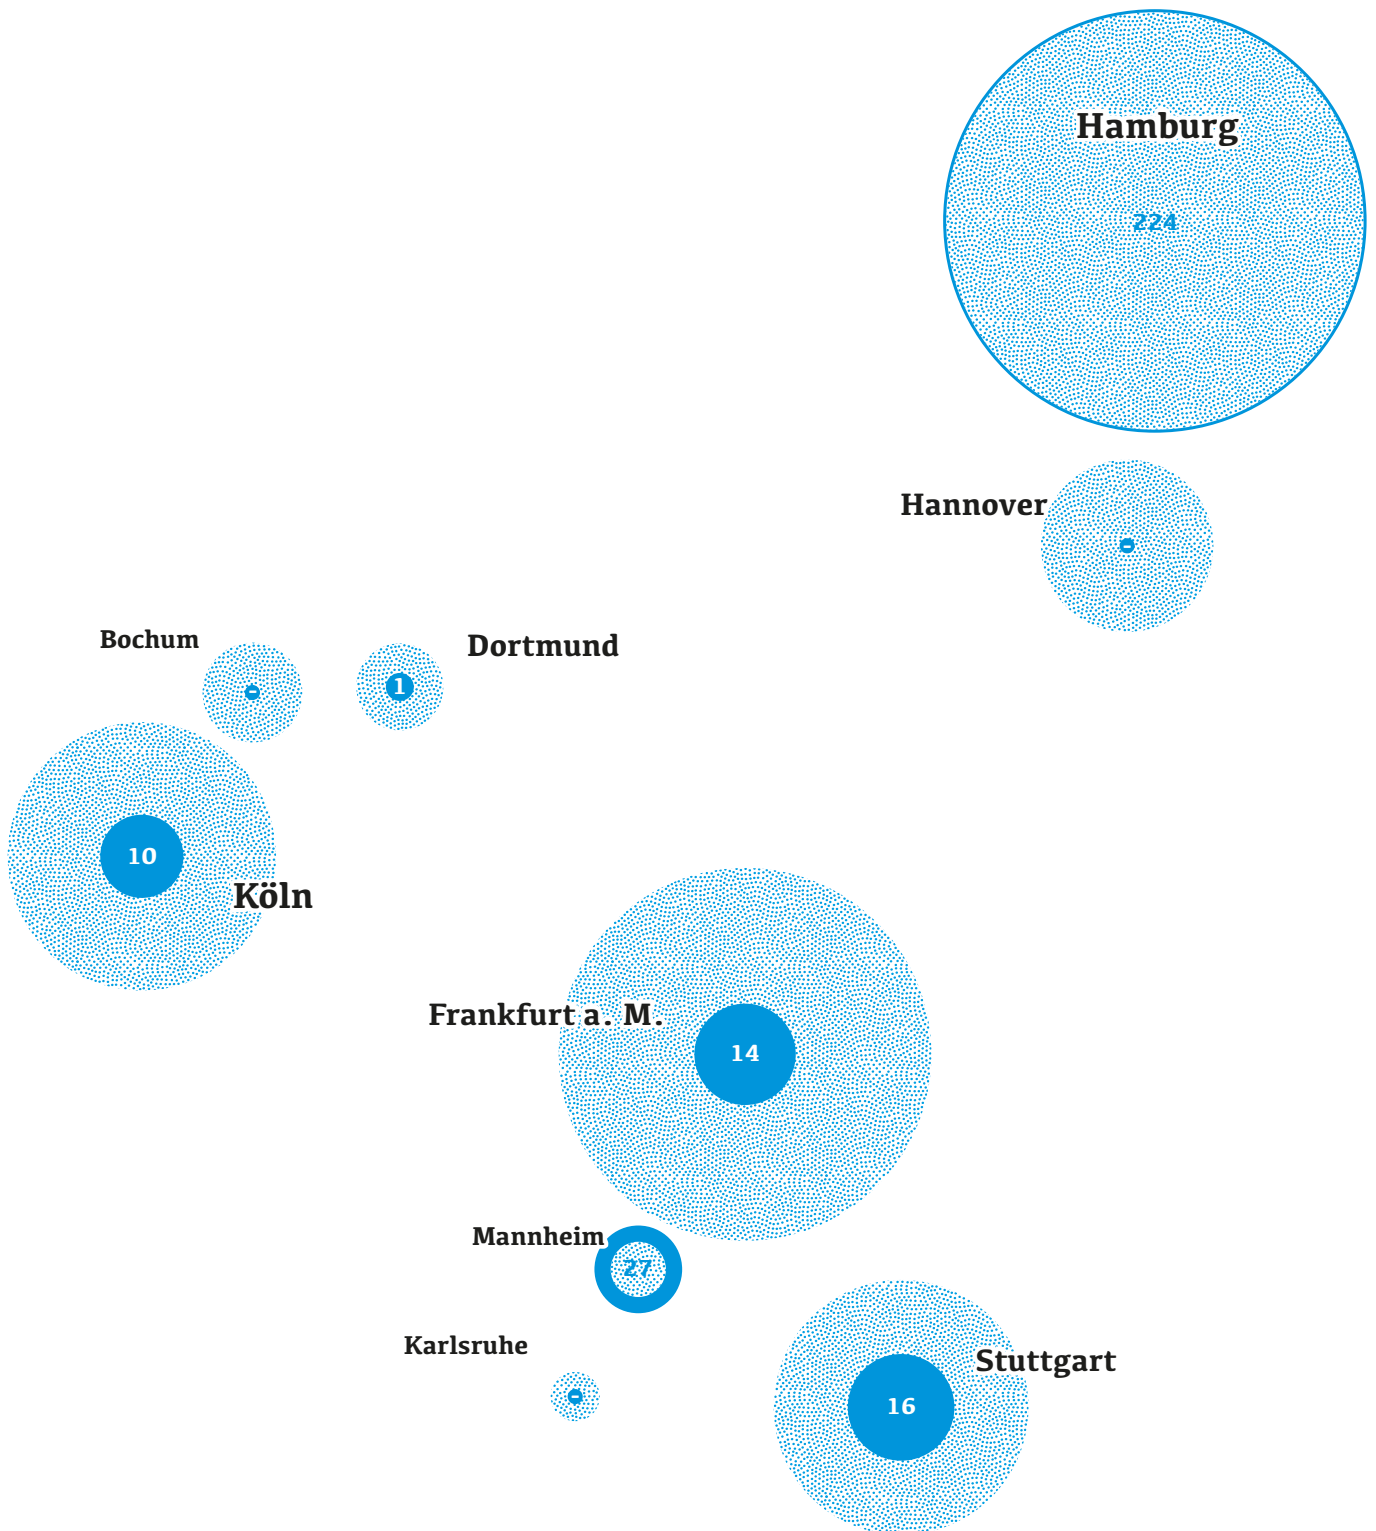 Hamburg
224
Hannover
-
Bochum
-
Dortmund
1
10
Köln
Frankfurt a. M.
14
Mannheim
27
Karlsruhe
-
Stuttgart
16